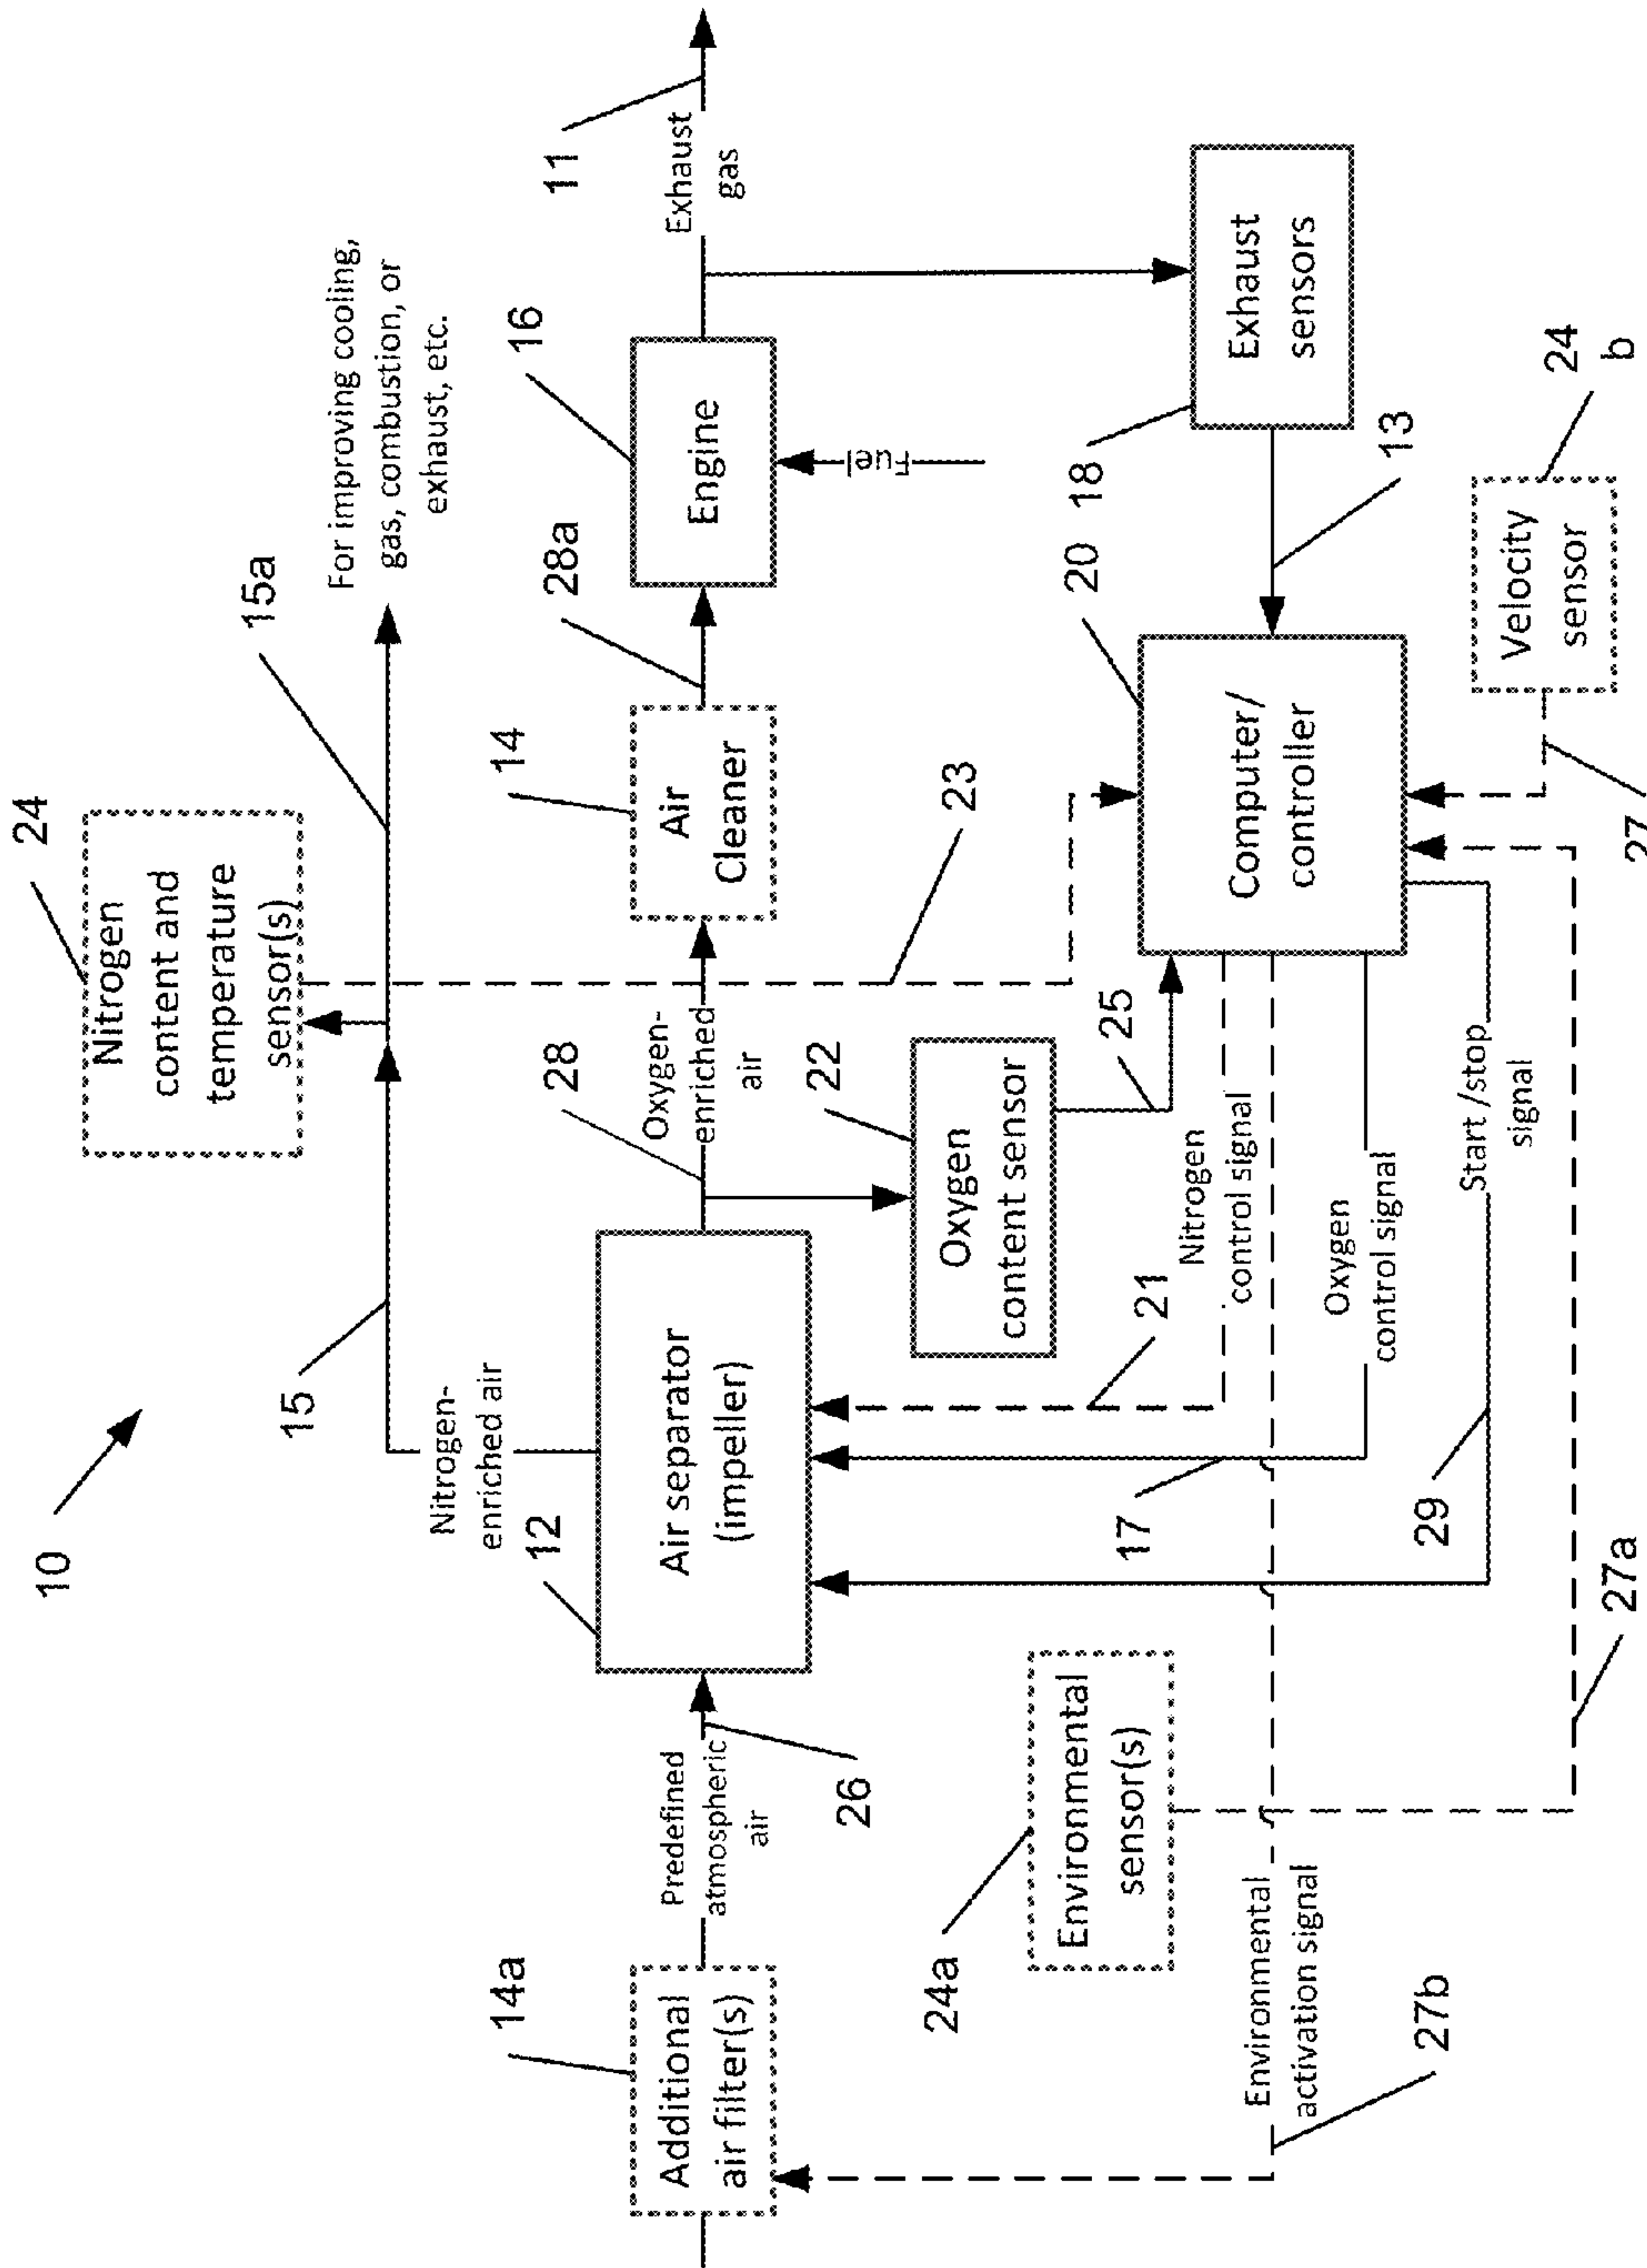 10
24
Nitrogen
content and
temperature
sensor(s)
15
15a
For improving cooling,
gas, combustion, or
exhaust, etc.
Nitrogen-
enriched air
14a
Additional
air filter(s)
Predefined
atmospheric
air
26
12
Air separator
(impeller)
28
Oxygen-
enriched
air
14
Air
Cleaner
28a
16
Engine
Fuel
11
Exhaust
gas
22
Oxygen
content sensor
25
23
24a
Environmental
sensor(s)
21
Nitrogen
control signal
17
Oxygen
control signal
20
Computer/
controller
18
Exhaust
sensors
13
29
Start /stop
signal
Environmental
activation signal
27b
27a
Velocity
sensor
24
b
27